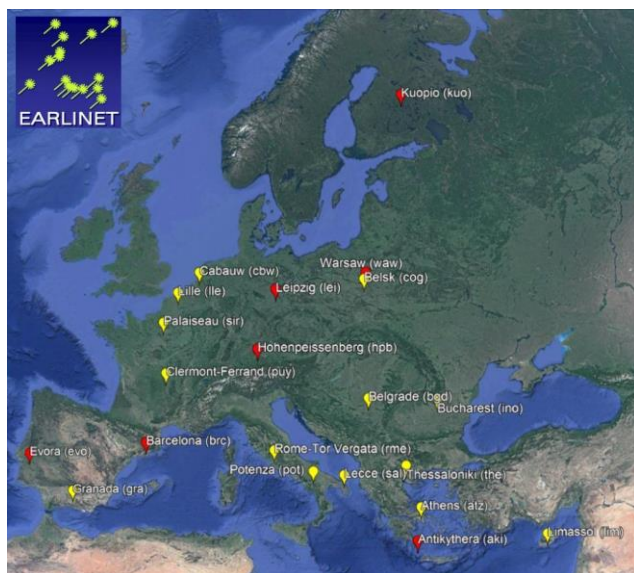 EARLINET
Kuopio (kuo)
Warsaw (waw)
Cabauw (cbw)
Belsk (cog)
Leipzig (lei)
Lille (lle)
Palaiseau (sir)
Hohenpeissenberg (hpb)
Clermont-Ferrand (puy)
Belgrade (bgd)
Bucharest (ino)
Barcelona (brc)
Evora (evo)
Rome-Tor Vergata (rme)
Potenza (pot)
Lecce (sal)
Thessaloniki (the)
Granada (gra)
Athens (atz)
Limassol (lim)
Antikythera (aki)